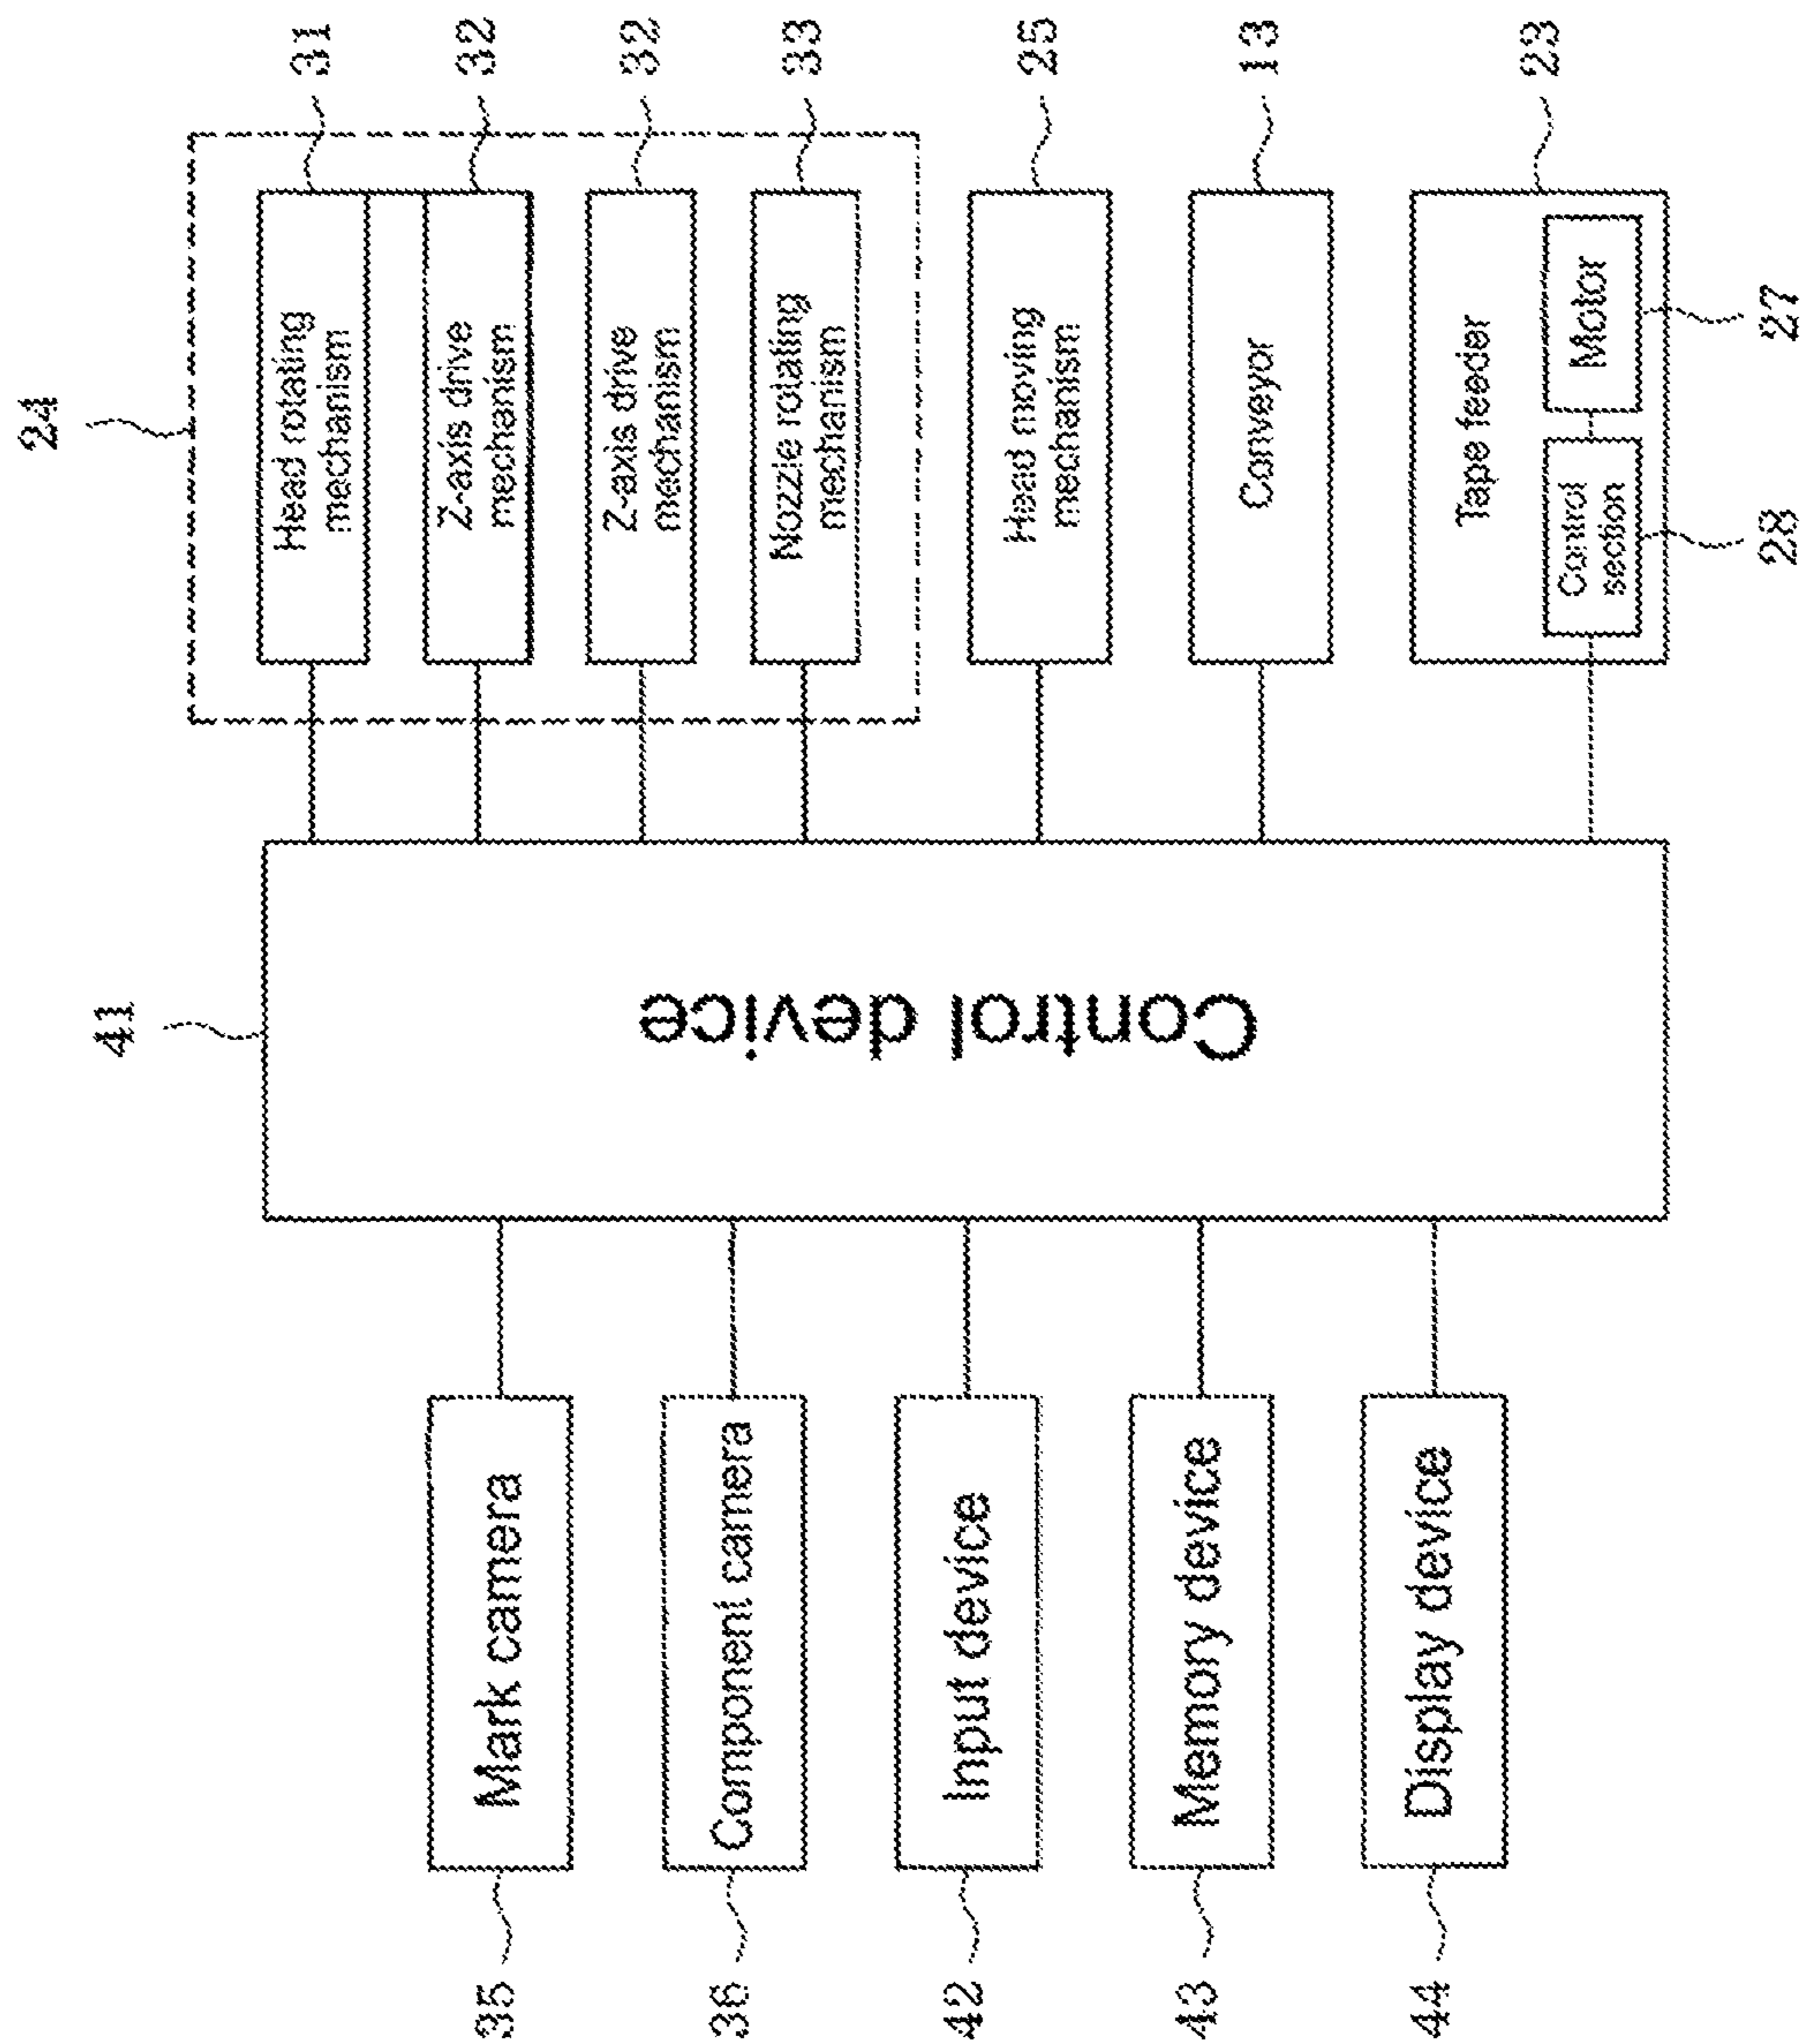 24
Head rotating
mechanism
31
Z-axis drive
mechanism
32
Z-axis drive
mechanism
32
Nozzle rotating
mechanism
33
Head moving
mechanism
25
Conveyor
13
Tape feeder
23
Control
section
28
Motor
27
41
Control device
Mark camera
35
Component camera
36
Input device
42
Memory device
43
Display device
44